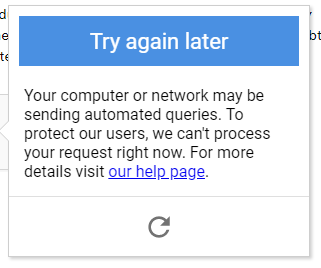 Try again later
Your computer or network may be
sending automated queries. To
protect our users, we can't process
your request right now. For more
details visit our help page.